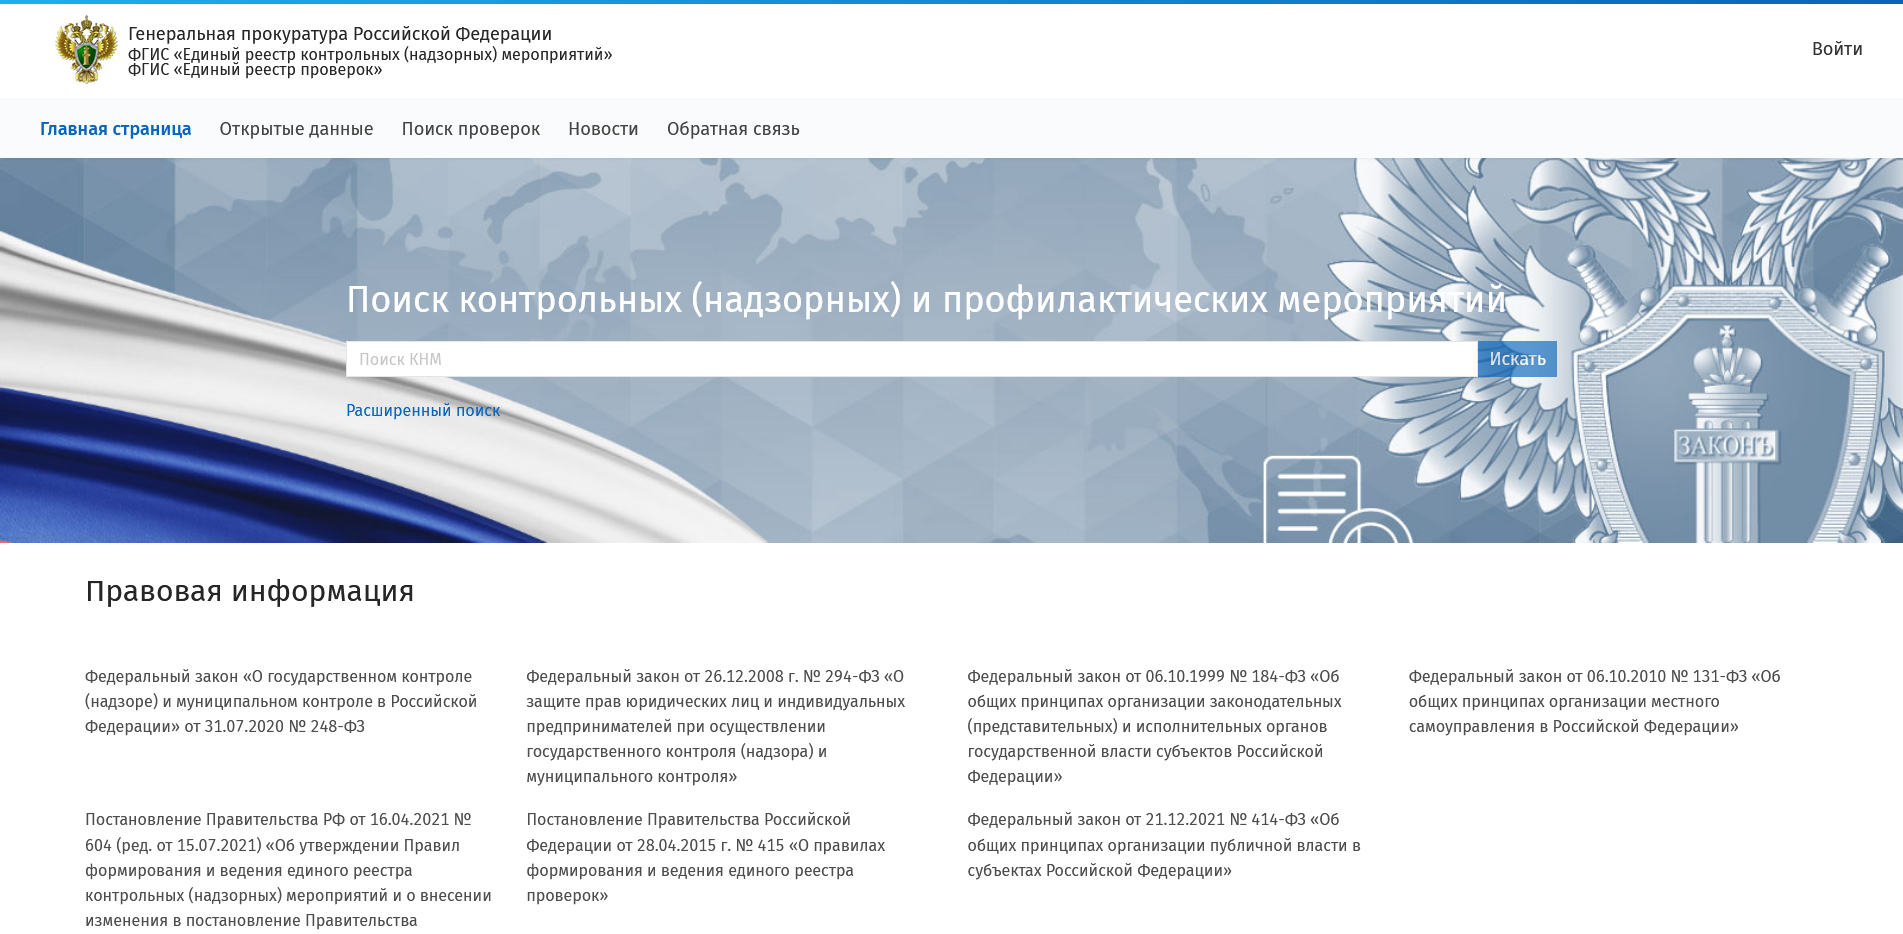 Генеральная прокуратура Российской Федерации
ФГИС «Единый реестр контрольных (надзорных) мероприятий»
ФГИС «Единый реестр проверок»
Войти
Главная страница Открытые данные Поиск проверок Новости Обратная связь
Поиск контрольных (надзорных) и профилактических мероприятий
Поиск КНМ
Искать
Расширенный поиск
ЗАКОНЪ
Правовая информация
Федеральный закон «О государственном контроле
(надзоре) и муниципальном контроле в Российской
Федерации» от 31.07.2020 № 248-ФЗ
Федеральный закон от 26.12.2008 г. № 294-ФЗ «О
защите прав юридических лиц и индивидуальных
предпринимателей при осуществлении
государственного контроля (надзора) и
муниципального контроля»
Федеральный закон от 06.10.1999 № 184-ФЗ «Об
общих принципах организации законодательных
(представительных) и исполнительных органов
государственной власти субъектов Российской
Федерации»
Федеральный закон от 06.10.2010 № 131-ФЗ «Об
общих принципах организации местного
самоуправления в Российской Федерации»
Постановление Правительства РФ от 16.04.2021 №
604 (ред. от 15.07.2021) «Об утверждении Правил
формирования и ведения единого реестра
контрольных (надзорных) мероприятий и о внесении
изменения в постановление Правительства
Постановление Правительства Российской
Федерации от 28.04.2015 г. № 415 «О правилах
формирования и ведения единого реестра
проверок»
Федеральный закон от 21.12.2021 № 414-ФЗ «Об
общих принципах организации публичной власти в
субъектах Российской Федерации»